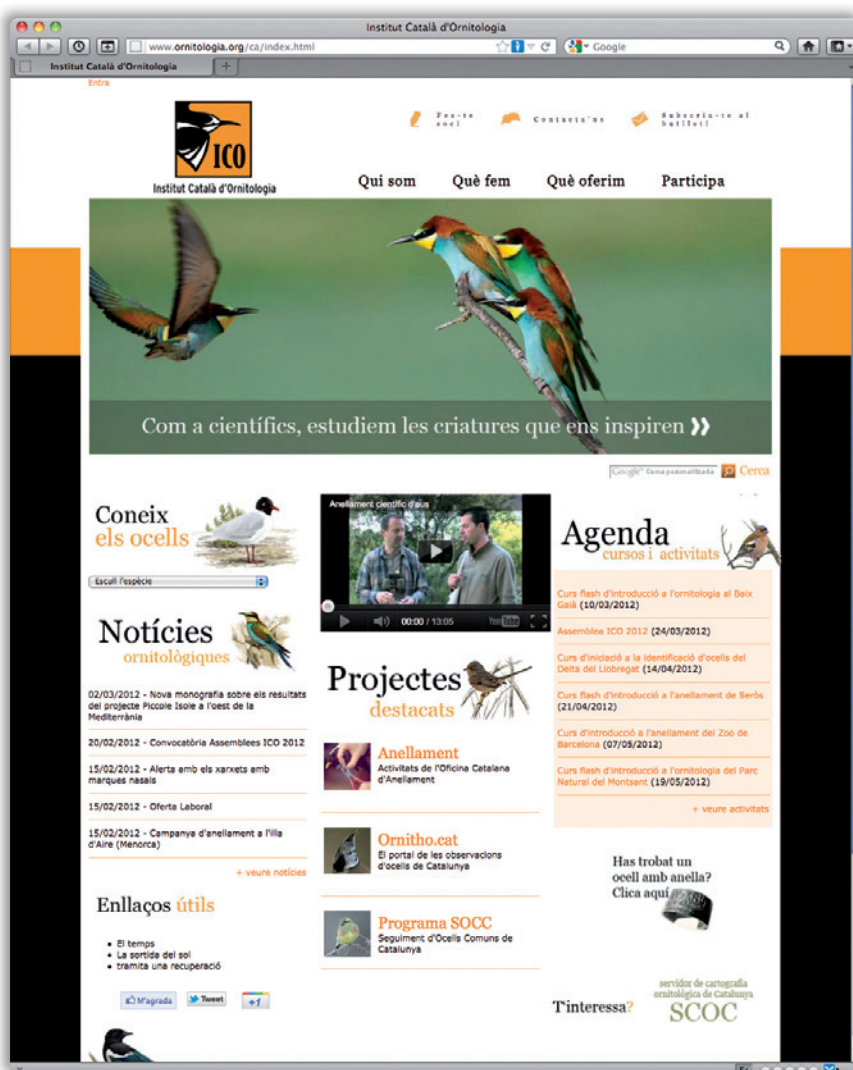 Institut Català d'Ornitologia
www.ornitologia.org/ca/index.html
Google
Institut Català d'Ornitologia
Entra
Feu-te
soci
Contacta'ns
Subscriu-te al
butlletí
ICO
Institut Català d'Ornitologia
Qui som
Què fem
Què oferim
Participa
Com a científics, estudiem les criatures que ens inspiren
Google™ Cerca personalitzada
Cerca
Coneix
els ocells
Escull l'espècie
Notícies
ornitològiques
02/03/2012 - Nova monografia sobre els resultats
del projecte Piccole Isole a l'oest de la
Mediterrània
20/02/2012 - Convocatòria Assemblees ICO 2012
15/02/2012 - Alerta amb els xarxets amb
marques nasals
15/02/2012 - Oferta Laboral
15/02/2012 - Campanya d'anellament a l'illa
d'Aire (Menorca)
+ veure notícies
Enllaços útils
El temps
La sortida del sol
tramita una recuperació
M'agrada
Tweet
+1
Anellament científic d'aus
00:00 / 13:05
YouTube
Projectes
destacats
Anellament
Activitats de l'Oficina Catalana
d'Anellament
Ornitho.cat
El portal de les observacions
d'ocells de Catalunya
Programa SOCC
Seguiment d'Ocells Comuns de
Catalunya
Agenda
cursos i activitats
Curs flash d'introducció a l'ornitologia al Baix
Gaià (10/03/2012)
Assemblea ICO 2012 (24/03/2012)
Curs d'iniciació a la identificació d'ocells del
Delta del Llobregat (14/04/2012)
Curs flash d'introducció a l'anellament de Seròs
(21/04/2012)
Curs d'introducció a l'anellament del Zoo de
Barcelona (07/05/2012)
Curs flash d'introducció a l'ornitologia del Parc
Natural del Montsant (19/05/2012)
+ veure activitats
Has trobat un
ocell amb anella?
Clica aquí
T'interessa?
servidor de cartografia
ornitològica de Catalunya
SCOC